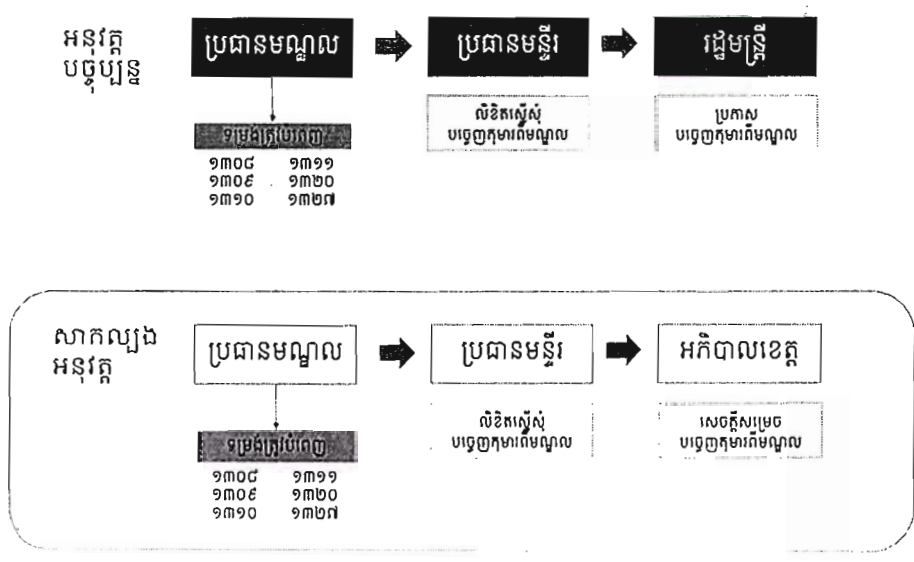 អនុវត្ត
បច្ចុប្បន្ន
ប្រធានមណ្ឌល
ប្រធានមន្ទីរ
រដ្ឋមន្ត្រី
ទម្រង់ត្រូវបំពេញ
១៣០៨ ១៣១១
១៣០៩ ១៣២០
១៣១០ ១៣២៧
លិខិតស្នើសុំ
បញ្ចេញកុមារពីមណ្ឌល
ប្រកាស
បញ្ចេញកុមារពីមណ្ឌល
សាកល្បង
អនុវត្ត
ប្រធានមណ្ឌល
ប្រធានមន្ទីរ
អភិបាលខេត្ត
ទម្រង់ត្រូវបំពេញ
១៣០៨ ១៣១១
១៣០៩ ១៣២០
១៣១០ ១៣២៧
លិខិតស្នើសុំ
បញ្ចេញកុមារពីមណ្ឌល
សេចក្តីសម្រេច
បញ្ចេញកុមារពីមណ្ឌល